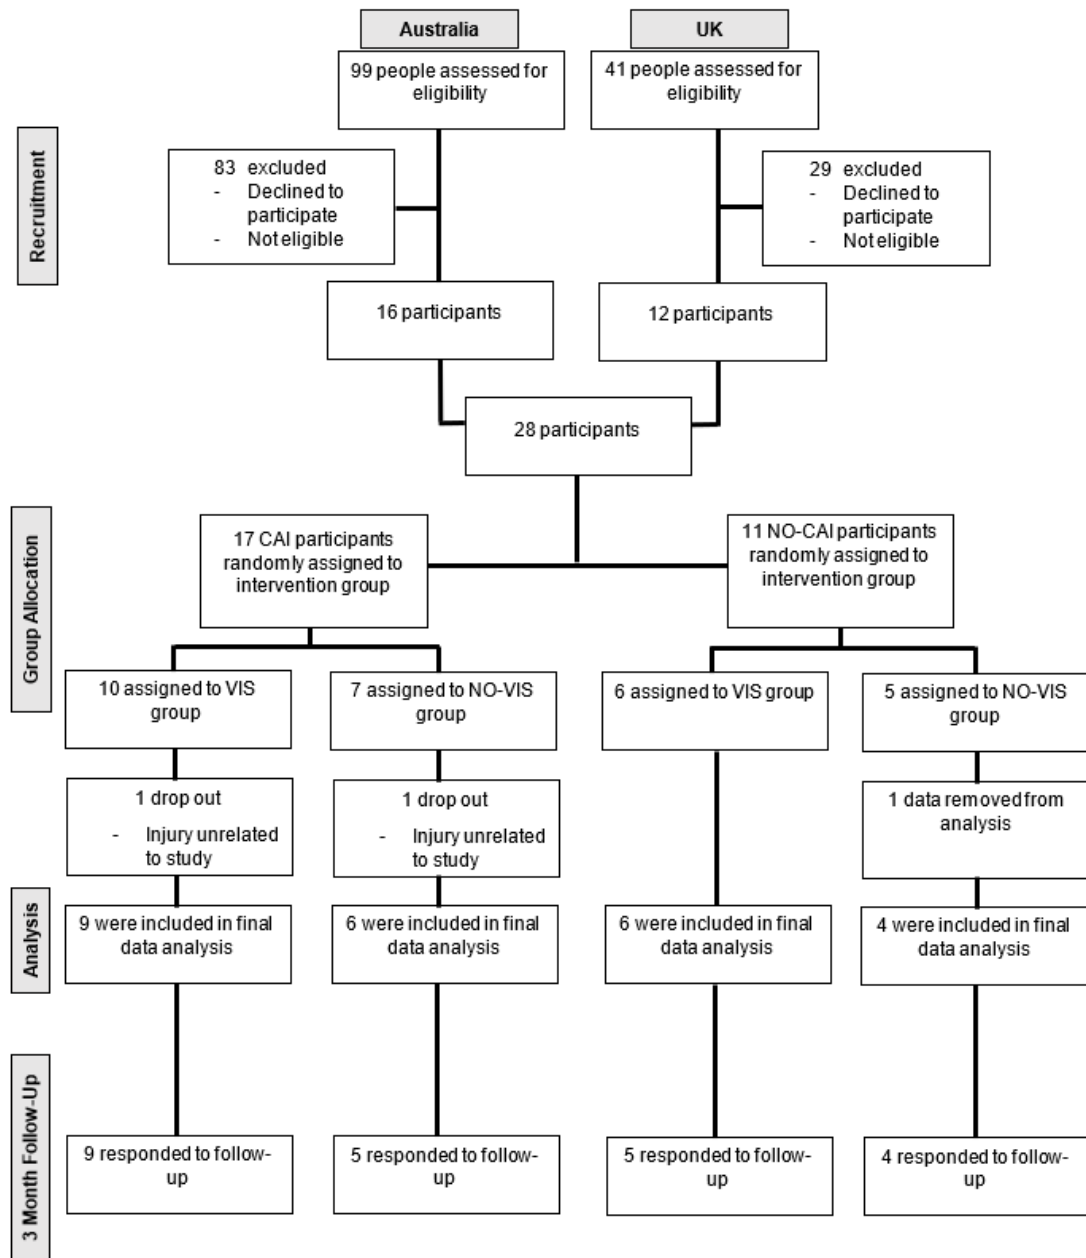 Australia
UK
99 people assessed for
eligibility
41 people assessed for
eligibility
Recruitment
83 excluded
- Declined to
participate
- Not eligible
29 excluded
- Declined to
participate
- Not eligible
16 participants
12 participants
28 participants
Group Allocation
17 CAI participants
randomly assigned to
intervention group
11 NO-CAI participants
randomly assigned to
intervention group
10 assigned to VIS
group
7 assigned to NO-VIS
group
6 assigned to VIS group
5 assigned to NO-VIS
group
1 drop out
- Injury unrelated
to study
1 drop out
- Injury unrelated
to study
1 data removed from
analysis
Analysis
9 were included in final
data analysis
6 were included in final
data analysis
6 were included in final
data analysis
4 were included in final
data analysis
3 Month Follow-Up
9 responded to follow-
up
5 responded to follow-
up
5 responded to follow-
up
4 responded to follow-
up